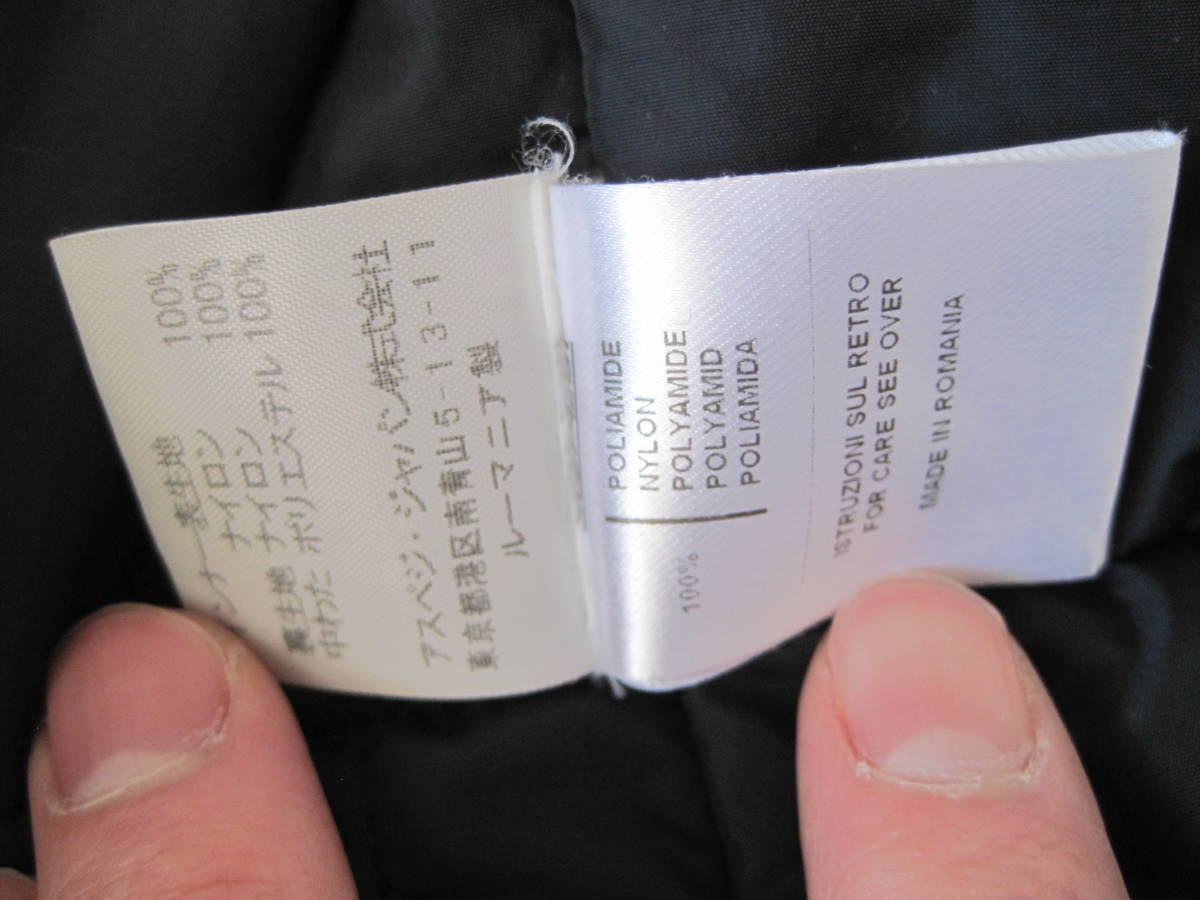 ンナー表生地
ナイロン 100%
裏生地 ナイロン 100%
中わた ポリエステル 100%
アスペジ・ジャパン株式会社
東京都港区南青山5-13-11
ルーマニア製
POLIAMIDE
NYLON
100% POLYAMIDE
POLYAMID
POLIAMIDA
ISTRUZIONI SUL RETRO
FOR CARE SEE OVER
MADE IN ROMANIA